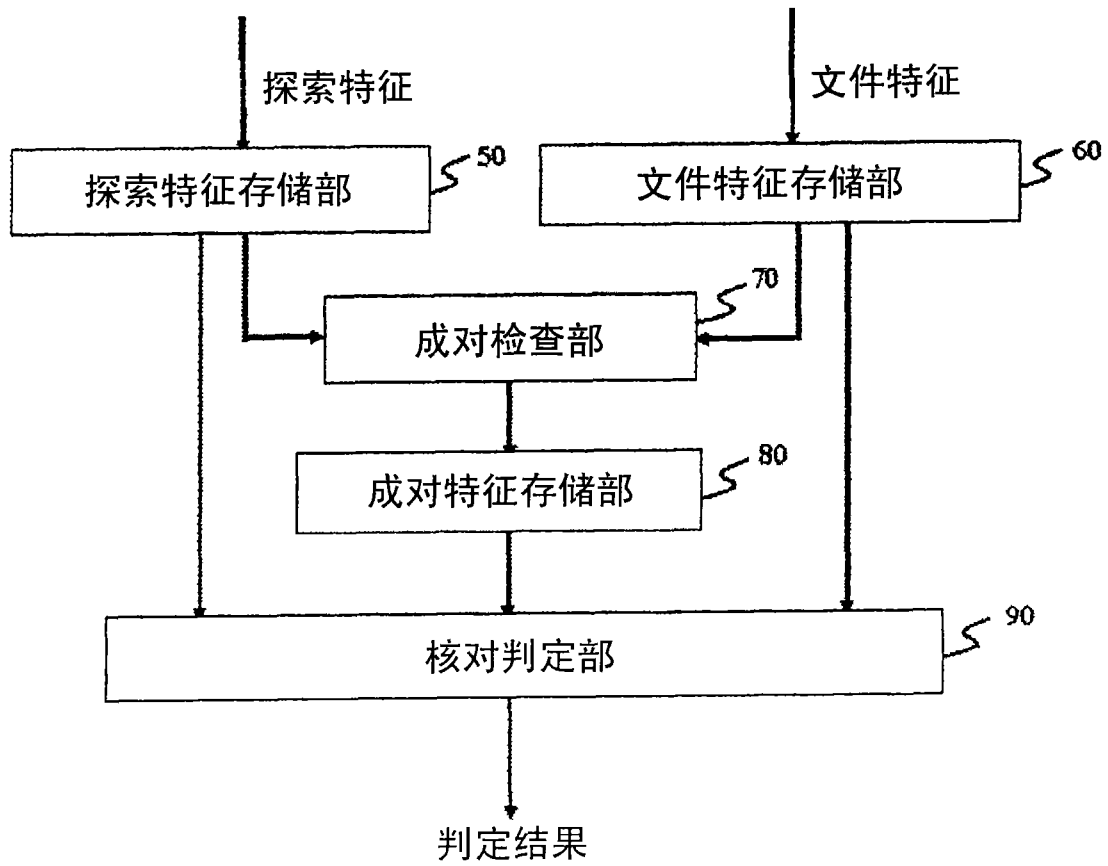 探索特征
文件特征
探索特征存储部
50
文件特征存储部
60
70
成对检查部
80
成对特征存储部
90
核对判定部
判定结果